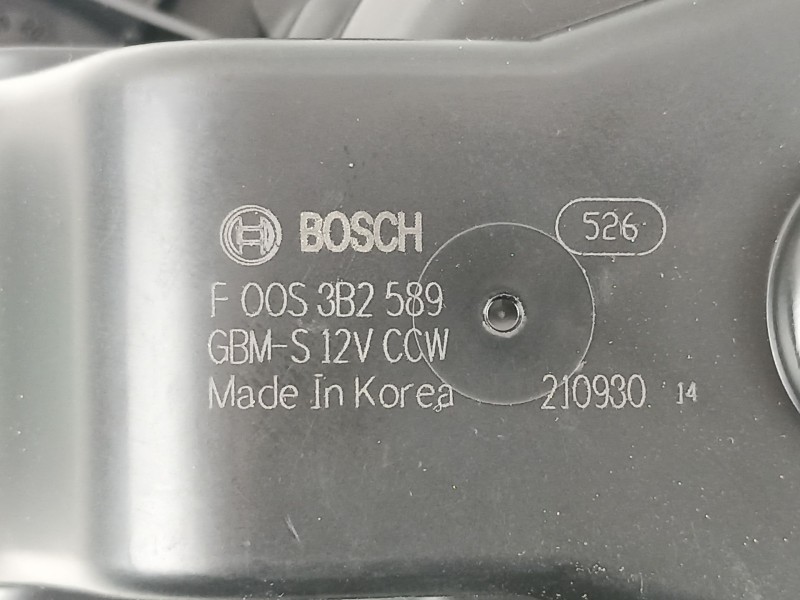 BOSCH 526
F 00S 3B2 589
GBM-S 12V CCW
Made In Korea 210930 14